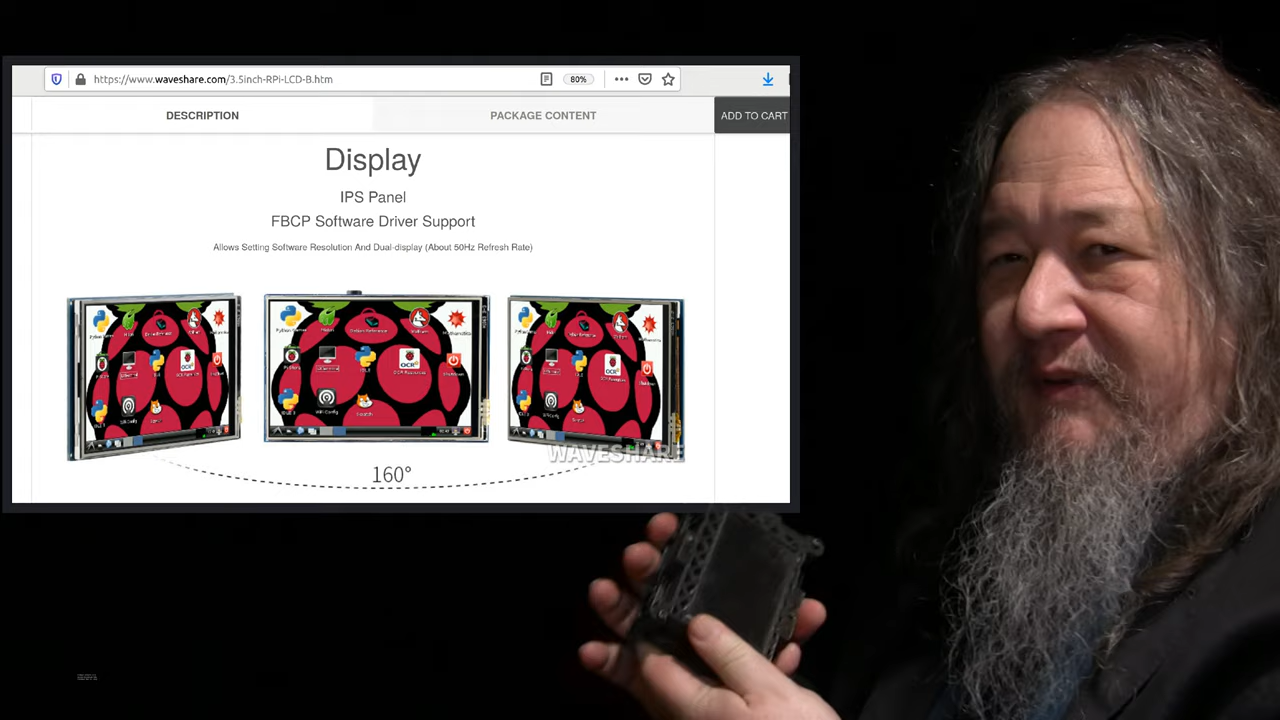 https://www.waveshare.com/3.5inch-RPi-LCD-B.htm
80%
DESCRIPTION
PACKAGE CONTENT
ADD TO CART
Display
IPS Panel
FBCP Software Driver Support
Allows Setting Software Resolution And Dual-display (About 50Hz Refresh Rate)
OCR
WAVESHARE
160°